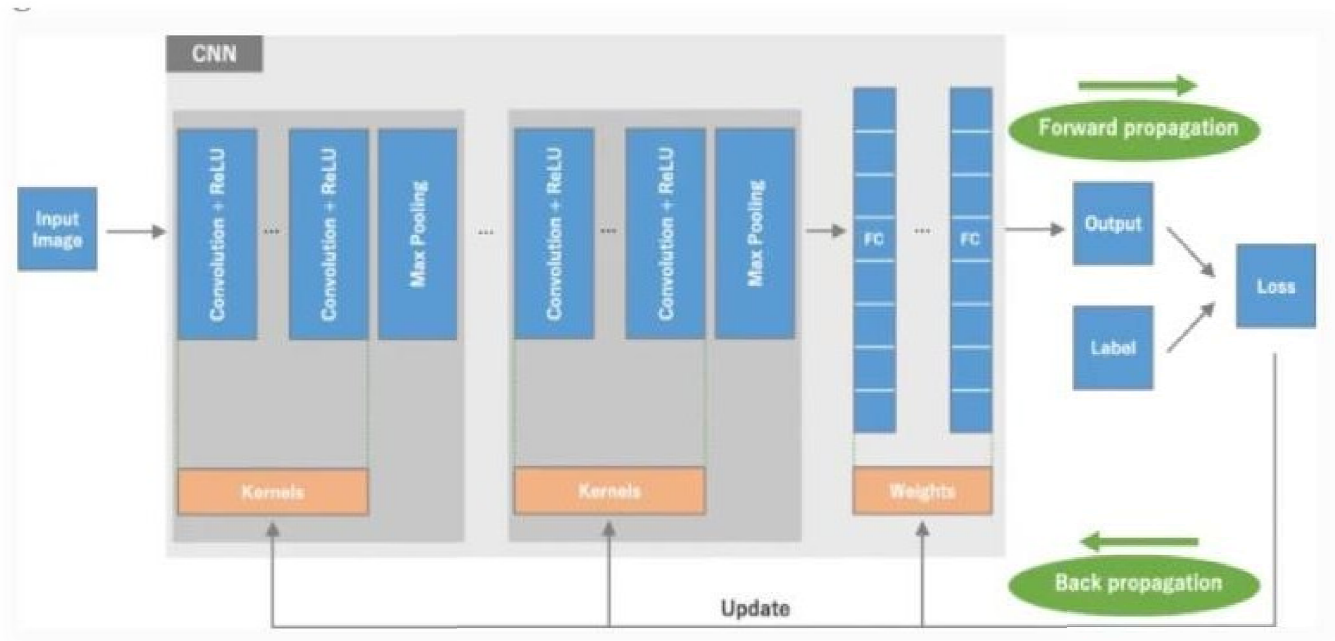 CNN
Input
Image
Convolution + ReLU
...
Convolution + ReLU
Max Pooling
...
Convolution + ReLU
...
Convolution + ReLU
Max Pooling
FC
...
FC
Forward propagation
Output
Label
Loss
Kernels
Kernels
Weights
Back propagation
Update